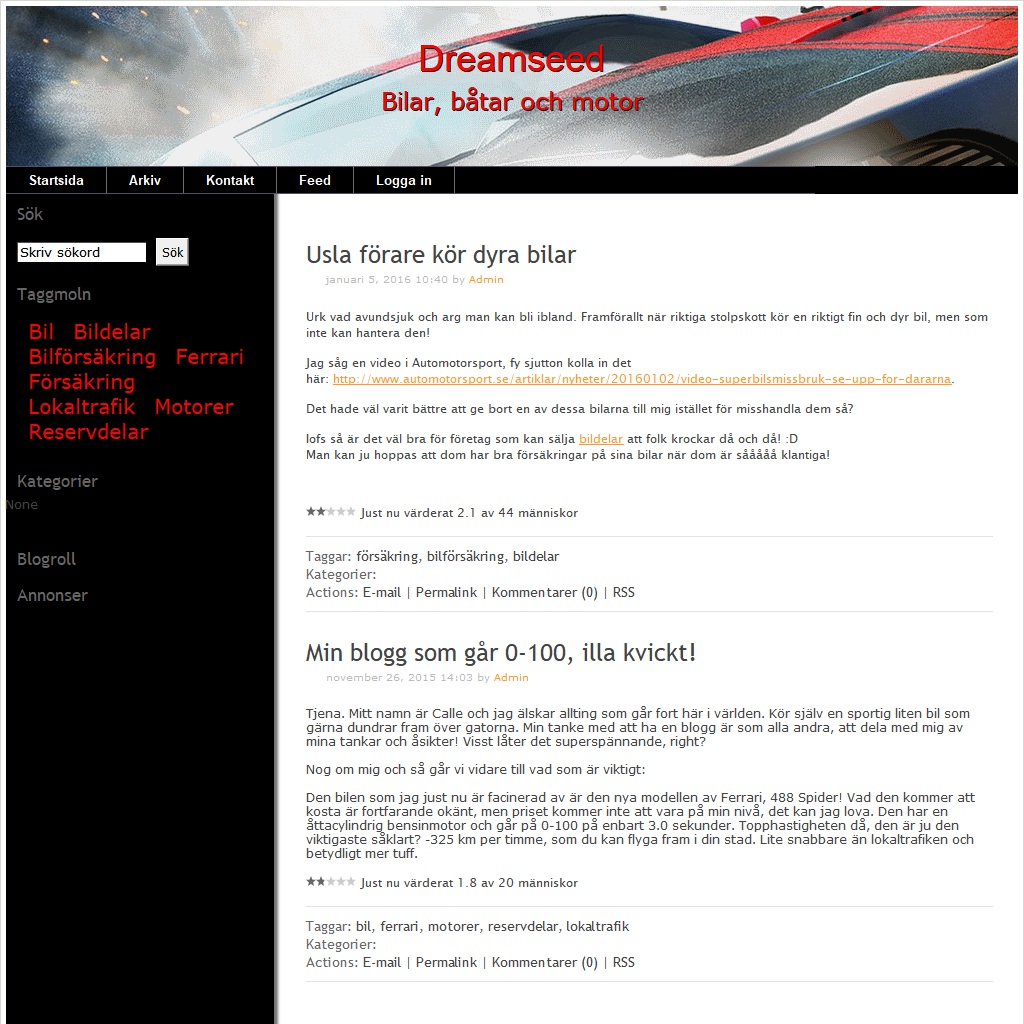 Dreamseed
Bilar, båtar och motor
Startsida
Arkiv
Kontakt
Feed
Logga in
Sök
Skriv sökord
Sök
Taggmoln
Bil Bildelar
Bilförsäkring Ferrari
Försäkring
Lokaltrafik Motorer
Reservdelar
Kategorier
None
Blogroll
Annonser
Usla förare kör dyra bilar
januari 5, 2016 10:40 by Admin
Urk vad avundsjuk och arg man kan bli ibland. Framförallt när riktiga stolpskott kör en riktigt fin och dyr bil, men som
inte kan hantera den!
Jag såg en video i Automotorsport, fy sjutton kolla in det
här: http://www.automotorsport.se/artiklar/nyheter/20160102/video-superbilsmissbruk-se-upp-for-dararna.
Det hade väl varit bättre att ge bort en av dessa bilarna till mig istället för misshandla dem så?
Iofs så är det väl bra för företag som kan sälja bildelar att folk krockar då och då! :D
Man kan ju hoppas att dom har bra försäkringar på sina bilar när dom är sååååå klantiga!
Just nu värderat 2.1 av 44 människor
Taggar: försäkring, bilförsäkring, bildelar
Kategorier:
Actions: E-mail | Permalink | Kommentarer (0) | RSS
Min blogg som går 0-100, illa kvickt!
november 26, 2015 14:03 by Admin
Tjena. Mitt namn är Calle och jag älskar allting som går fort här i världen. Kör själv en sportig liten bil som
gärna dundrar fram över gatorna. Min tanke med att ha en blogg är som alla andra, att dela med mig av
mina tankar och åsikter! Visst låter det superspännande, right?
Nog om mig och så går vi vidare till vad som är viktigt:
Den bilen som jag just nu är facinerad av är den nya modellen av Ferrari, 488 Spider! Vad den kommer att
kosta är fortfarande okänt, men priset kommer inte att vara på min nivå, det kan jag lova. Den har en
åttacylindrig bensinmotor och går på 0-100 på enbart 3.0 sekunder. Topphastigheten då, den är ju den
viktigaste såklart? -325 km per timme, som du kan flyga fram i din stad. Lite snabbare än lokaltrafiken och
betydligt mer tuff.
Just nu värderat 1.8 av 20 människor
Taggar: bil, ferrari, motorer, reservdelar, lokaltrafik
Kategorier:
Actions: E-mail | Permalink | Kommentarer (0) | RSS